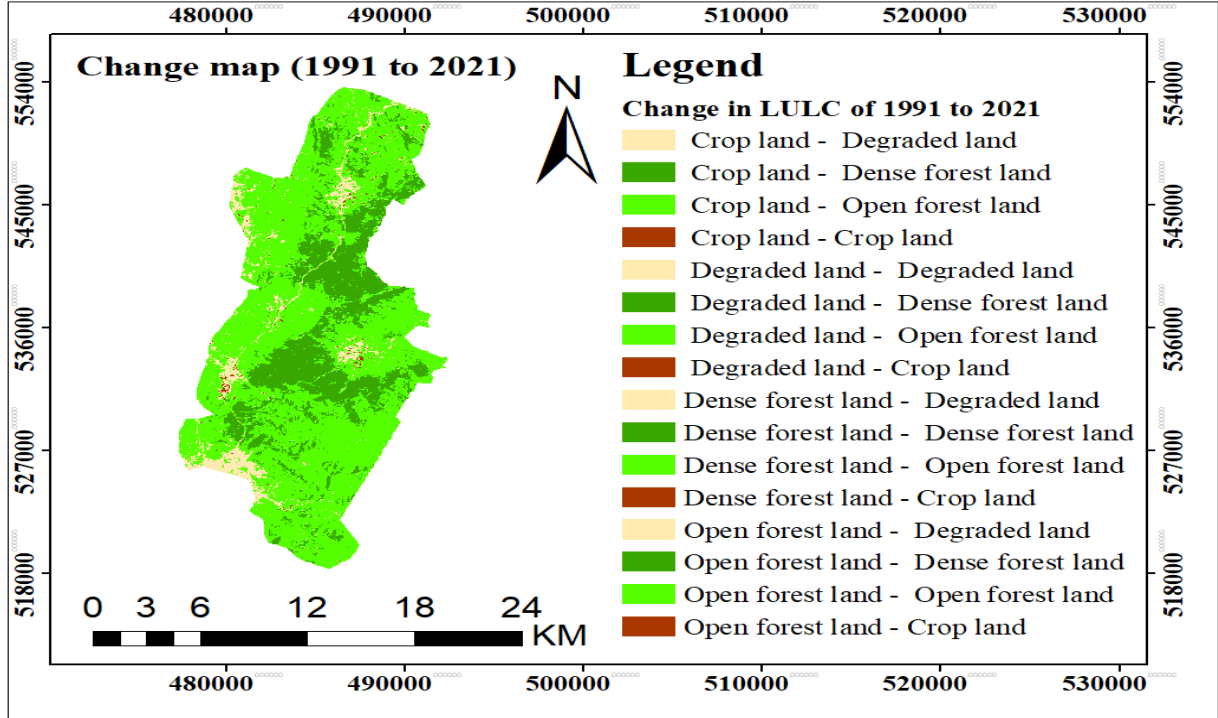 480000 490000 500000 510000 520000 530000
Change map (1991 to 2021)
N
Legend
Change in LULC of 1991 to 2021
Crop land - Degraded land
Crop land - Dense forest land
Crop land - Open forest land
Crop land - Crop land
Degraded land - Degraded land
Degraded land - Dense forest land
Degraded land - Open forest land
Degraded land - Crop land
Dense forest land - Degraded land
Dense forest land - Dense forest land
Dense forest land - Open forest land
Dense forest land - Crop land
Open forest land - Degraded land
Open forest land - Dense forest land
Open forest land - Open forest land
Open forest land - Crop land
554000
545000
536000
527000
518000
554000
545000
536000
527000
518000
0 3 6 12 18 24
KM
480000 490000 500000 510000 520000 530000